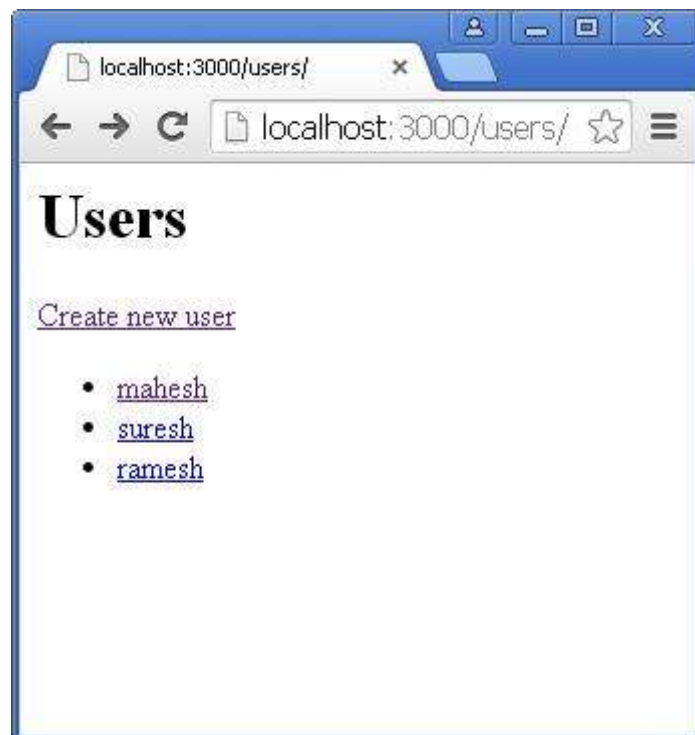 localhost:3000/users/
localhost:3000/users/
Users
Create new user
mahesh
suresh
ramesh